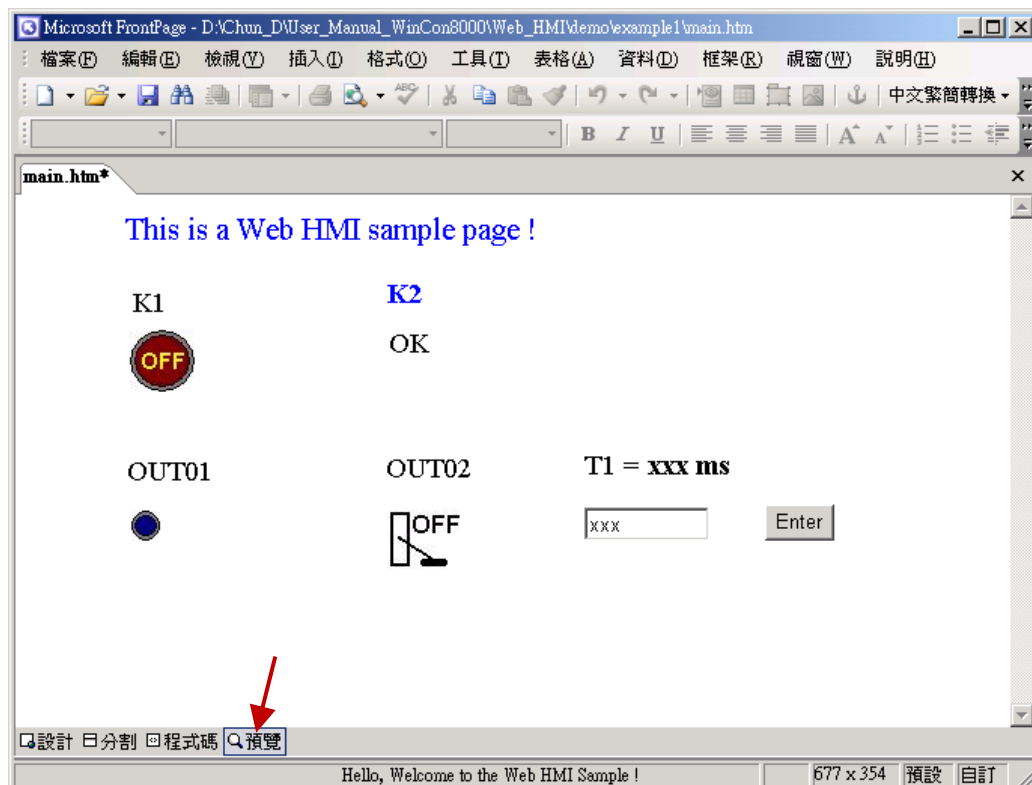 Microsoft FrontPage - D:\Chun_D\User_Manual_WinCon8000\Web_HMI\demo\example1\main.htm
檔案(F) 編輯(E) 檢視(V) 插入(I) 格式(O) 工具(T) 表格(A) 資料(D) 框架(R) 視窗(W) 說明(H)
ABC 中文繁簡轉換
B I U A A
main.htm*
This is a Web HMI sample page !
K1 K2
OFF OK
OUT01 OUT02 T1 = xxx ms
OFF xxx Enter
設計 分割 程式碼 預覽
Hello, Welcome to the Web HMI Sample ! 677 x 354 預設 自訂